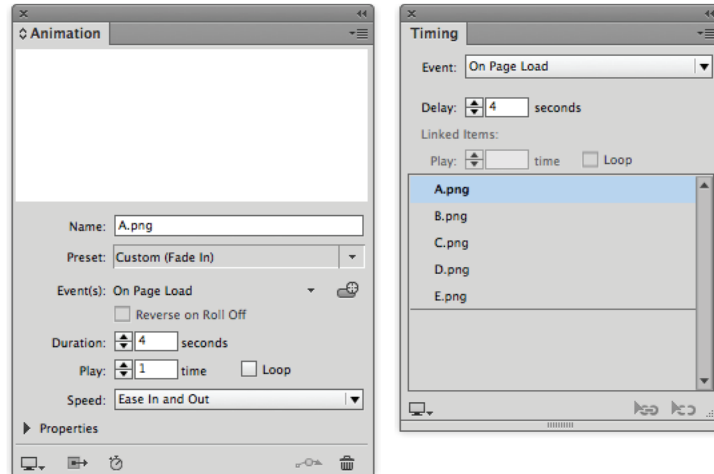 Animation
Name: A.png
Preset: Custom (Fade In)
Event(s): On Page Load
Reverse on Roll Off
Duration: 4 seconds
Play: 1 time Loop
Speed: Ease In and Out
Properties
Timing
Event: On Page Load
Delay: 4 seconds
Linked Items:
Play: time Loop
A.png
B.png
C.png
D.png
E.png